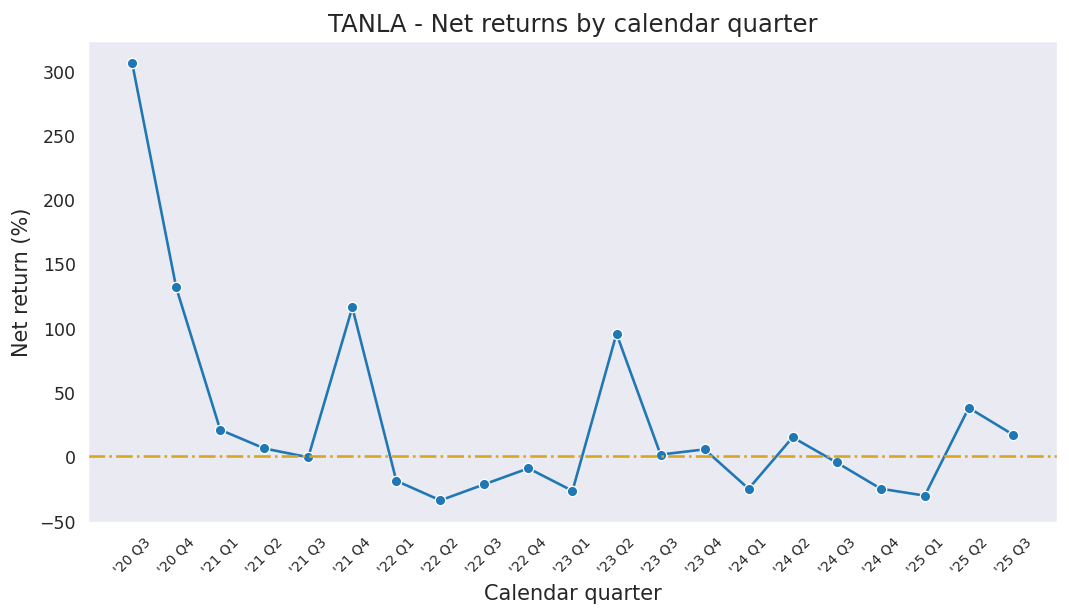 TANLA - Net returns by calendar quarter
Net return (%)
300
250
200
150
100
50
0
−50
'20 Q3
'20 Q4
'21 Q1
'21 Q2
'21 Q3
'21 Q4
'22 Q1
'22 Q2
'22 Q3
'22 Q4
'23 Q1
'23 Q2
'23 Q3
'23 Q4
'24 Q1
'24 Q2
'24 Q3
'24 Q4
'25 Q1
'25 Q2
'25 Q3
Calendar quarter